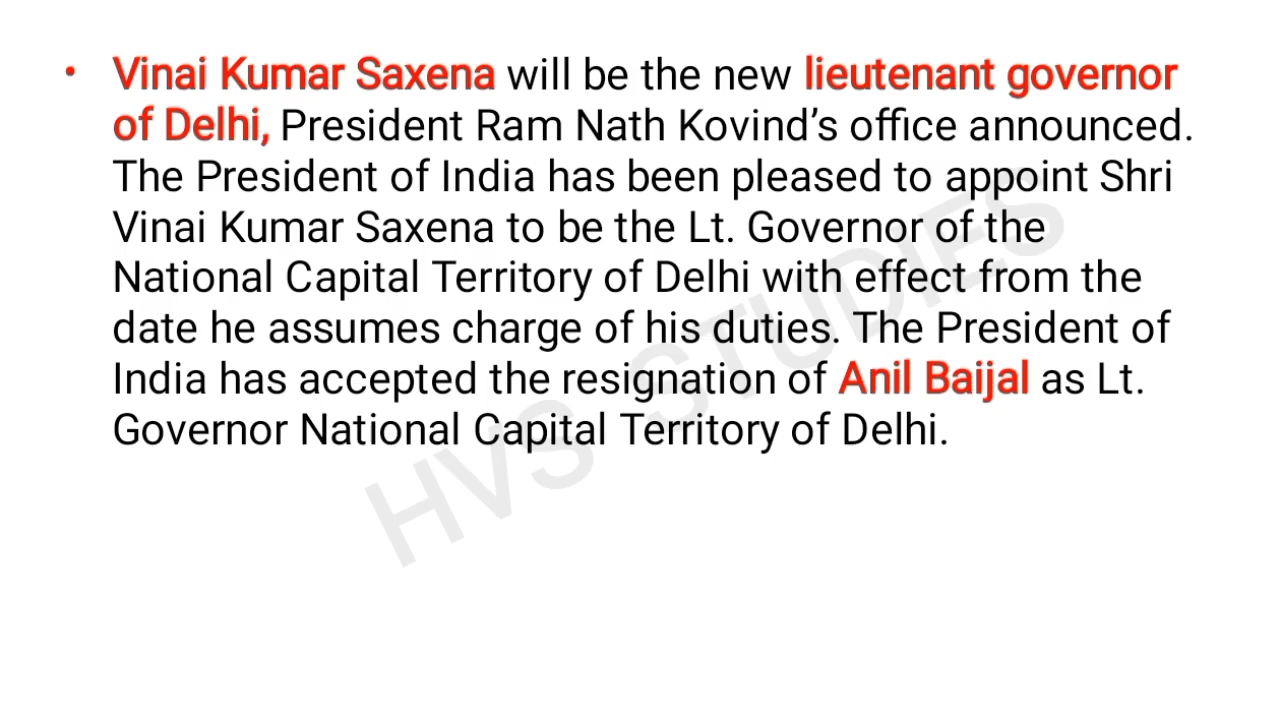 • Vinai Kumar Saxena will be the new lieutenant governor
of Delhi, President Ram Nath Kovind’s office announced.
The President of India has been pleased to appoint Shri
Vinai Kumar Saxena to be the Lt. Governor of the
National Capital Territory of Delhi with effect from the
date he assumes charge of his duties. The President of
India has accepted the resignation of Anil Baijal as Lt.
Governor National Capital Territory of Delhi.
HVS STUDIES